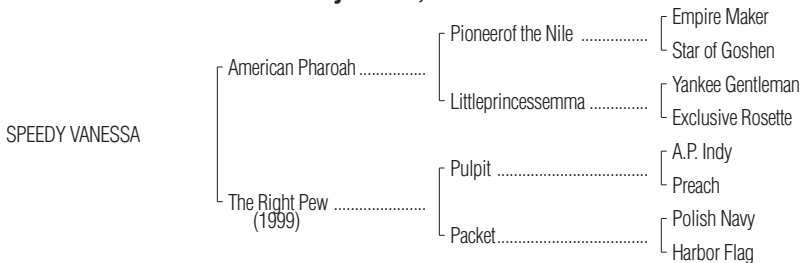 Empire Maker
Pioneerof the Nile ................
Star of Goshen
American Pharoah ................
Yankee Gentleman
Littleprincessemma ..............
Exclusive Rosette
SPEEDY VANESSA
A.P. Indy
Pulpit ....................................
Preach
The Right Pew ......................
(1999)
Polish Navy
Packet....................................
Harbor Flag